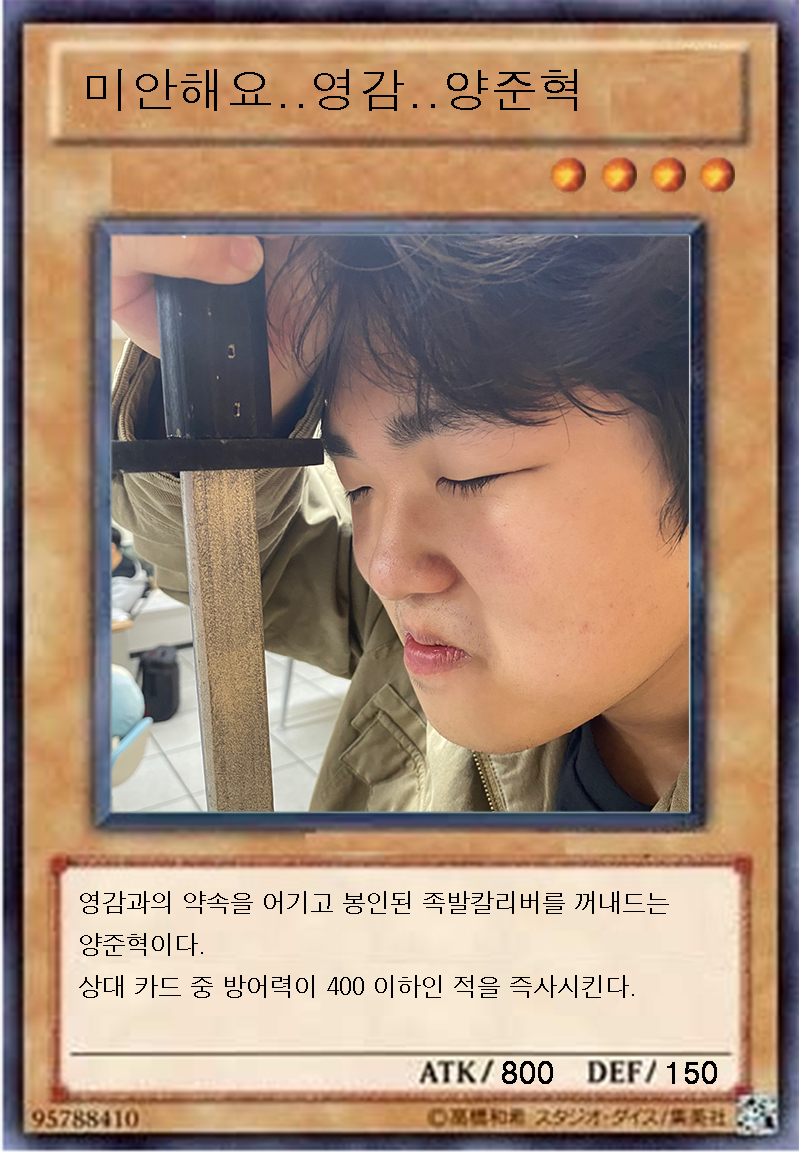 미안해요..영감..양준혁
영감과의 약속을 어기고 봉인된 족발칼리버를 꺼내드는
양준혁이다.
상대 카드 중 방어력이 400 이하인 적을 즉사시킨다.
ATK/800 DEF/150
95788410 ©高橋和希 スタジオ・ダイス/集英社